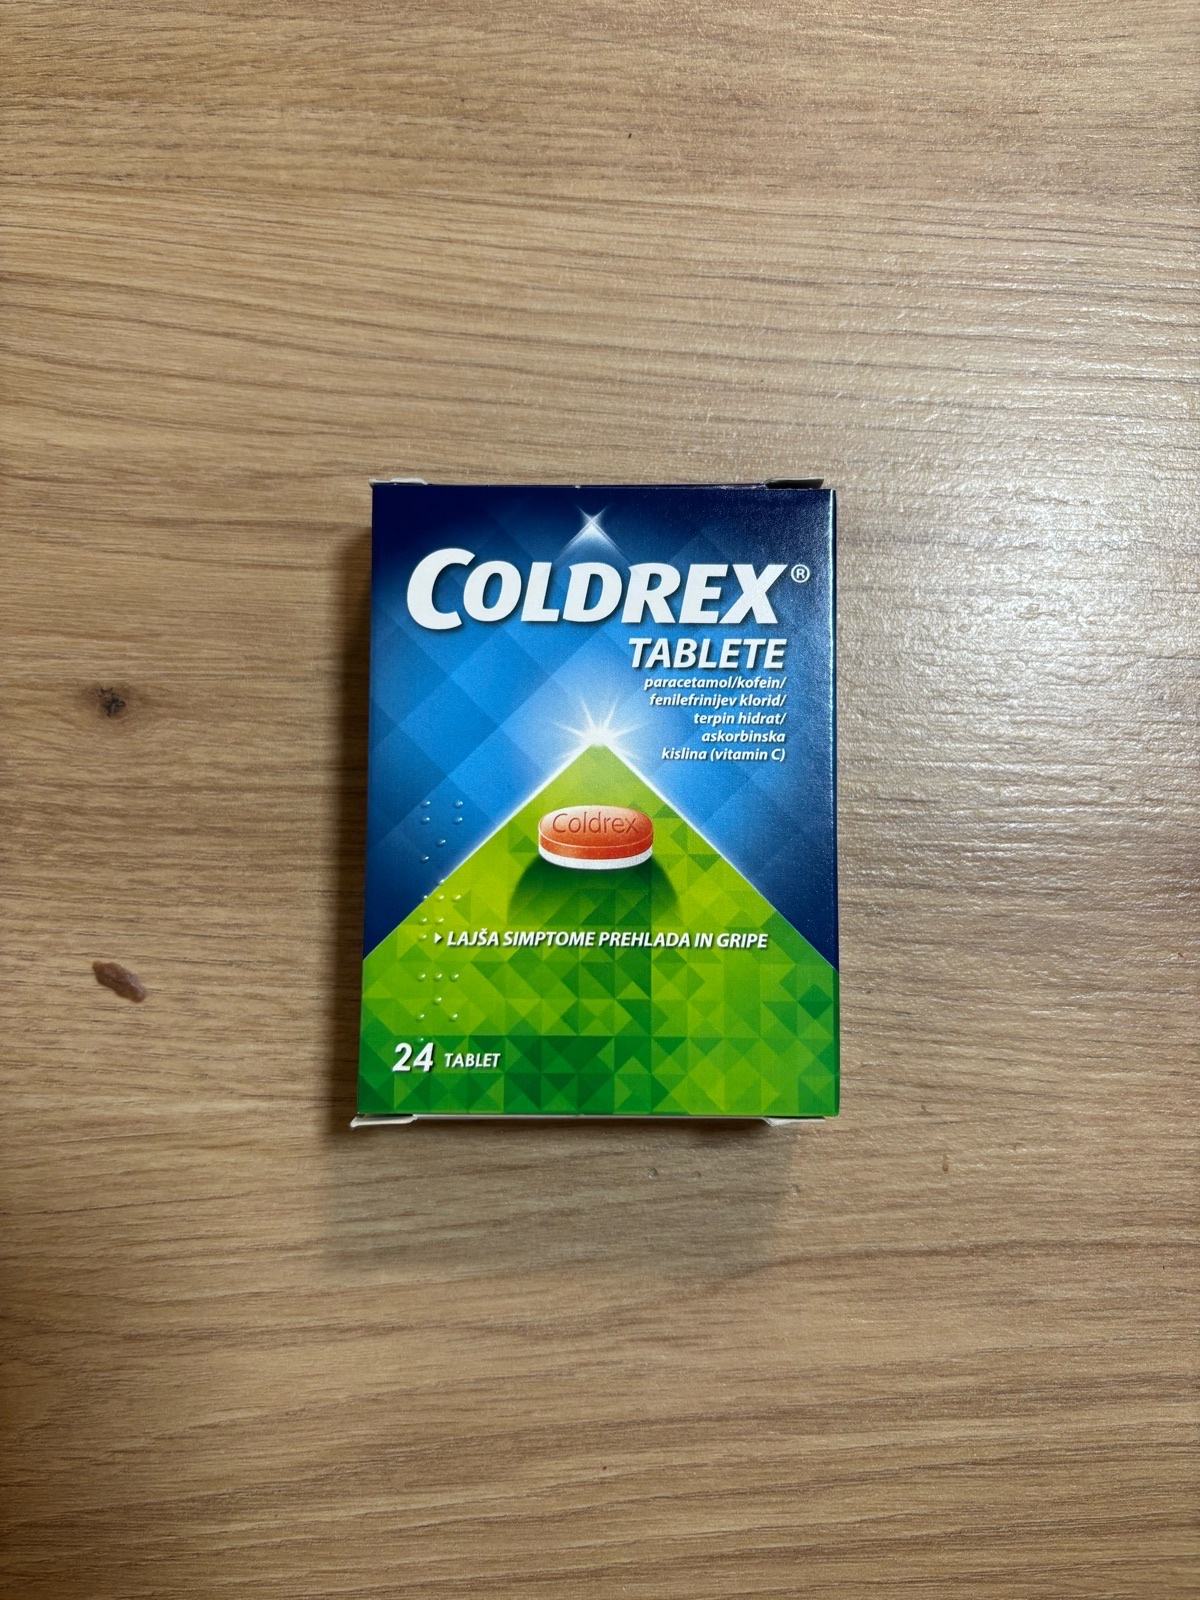 COLDREX®
TABLETE
paracetamol/kofein/
fenilefrinijev klorid/
terpin hidrat/
askorbinska
kislina (vitamin C)
Coldrex
LAJŠA SIMPTOME PREHLADA IN GRIPE
24 TABLET